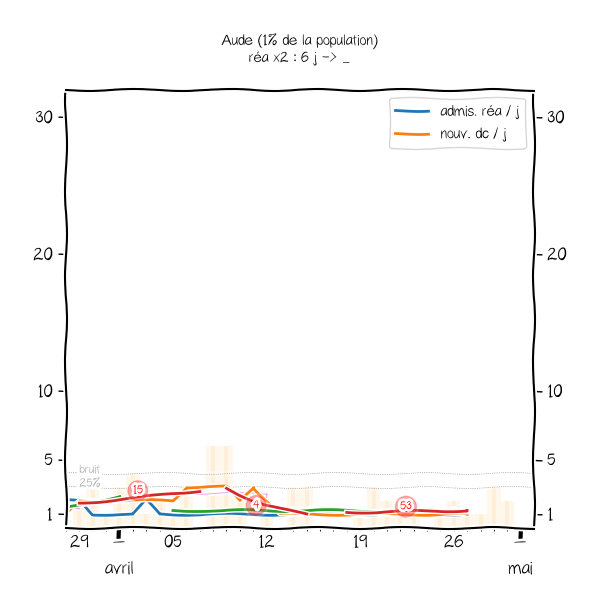 Aude (1% de la population)
réa x2 : 6 j -> _
admis. réa / j
nouv. dc / j
30 30
20 20
10 10
5 5
bruit
25%
15
4
53
1 1
29 05 12 19 26
avril mai